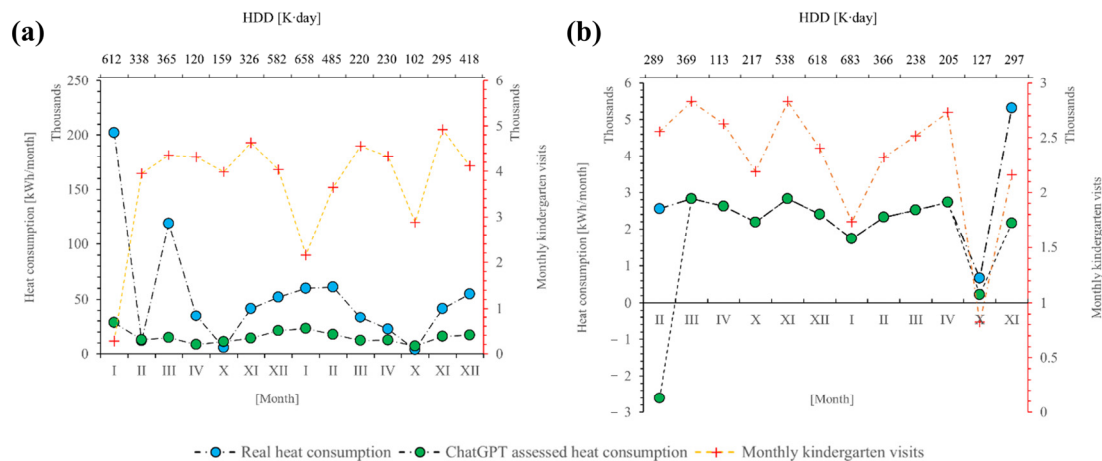 (a)
HDD [K·day]
612 338 365 120 159 326 582 658 485 220 230 102 295 418
Heat consumption [kWh/month]
Thousands
250
200
150
100
50
0
I II III IV X XI XII I II III IV X XI XII
[Month]
6
5
4
3
2
1
0
Thousands
Monthly kindergarten visits
(b)
HDD [K·day]
289 369 113 217 538 618 683 366 238 205 127 297
Heat consumption [kWh/month]
Thousands
6
5
4
3
2
1
0
− 1
− 2
− 3
II III IV X XI XII I II III IV X XI
[Month]
3
2.5
2
1.5
1
0.5
0
Thousands
Monthly kindergarten vists
Real heat consumption ChatGPT assessed heat consumption Monthly kindergarten visits